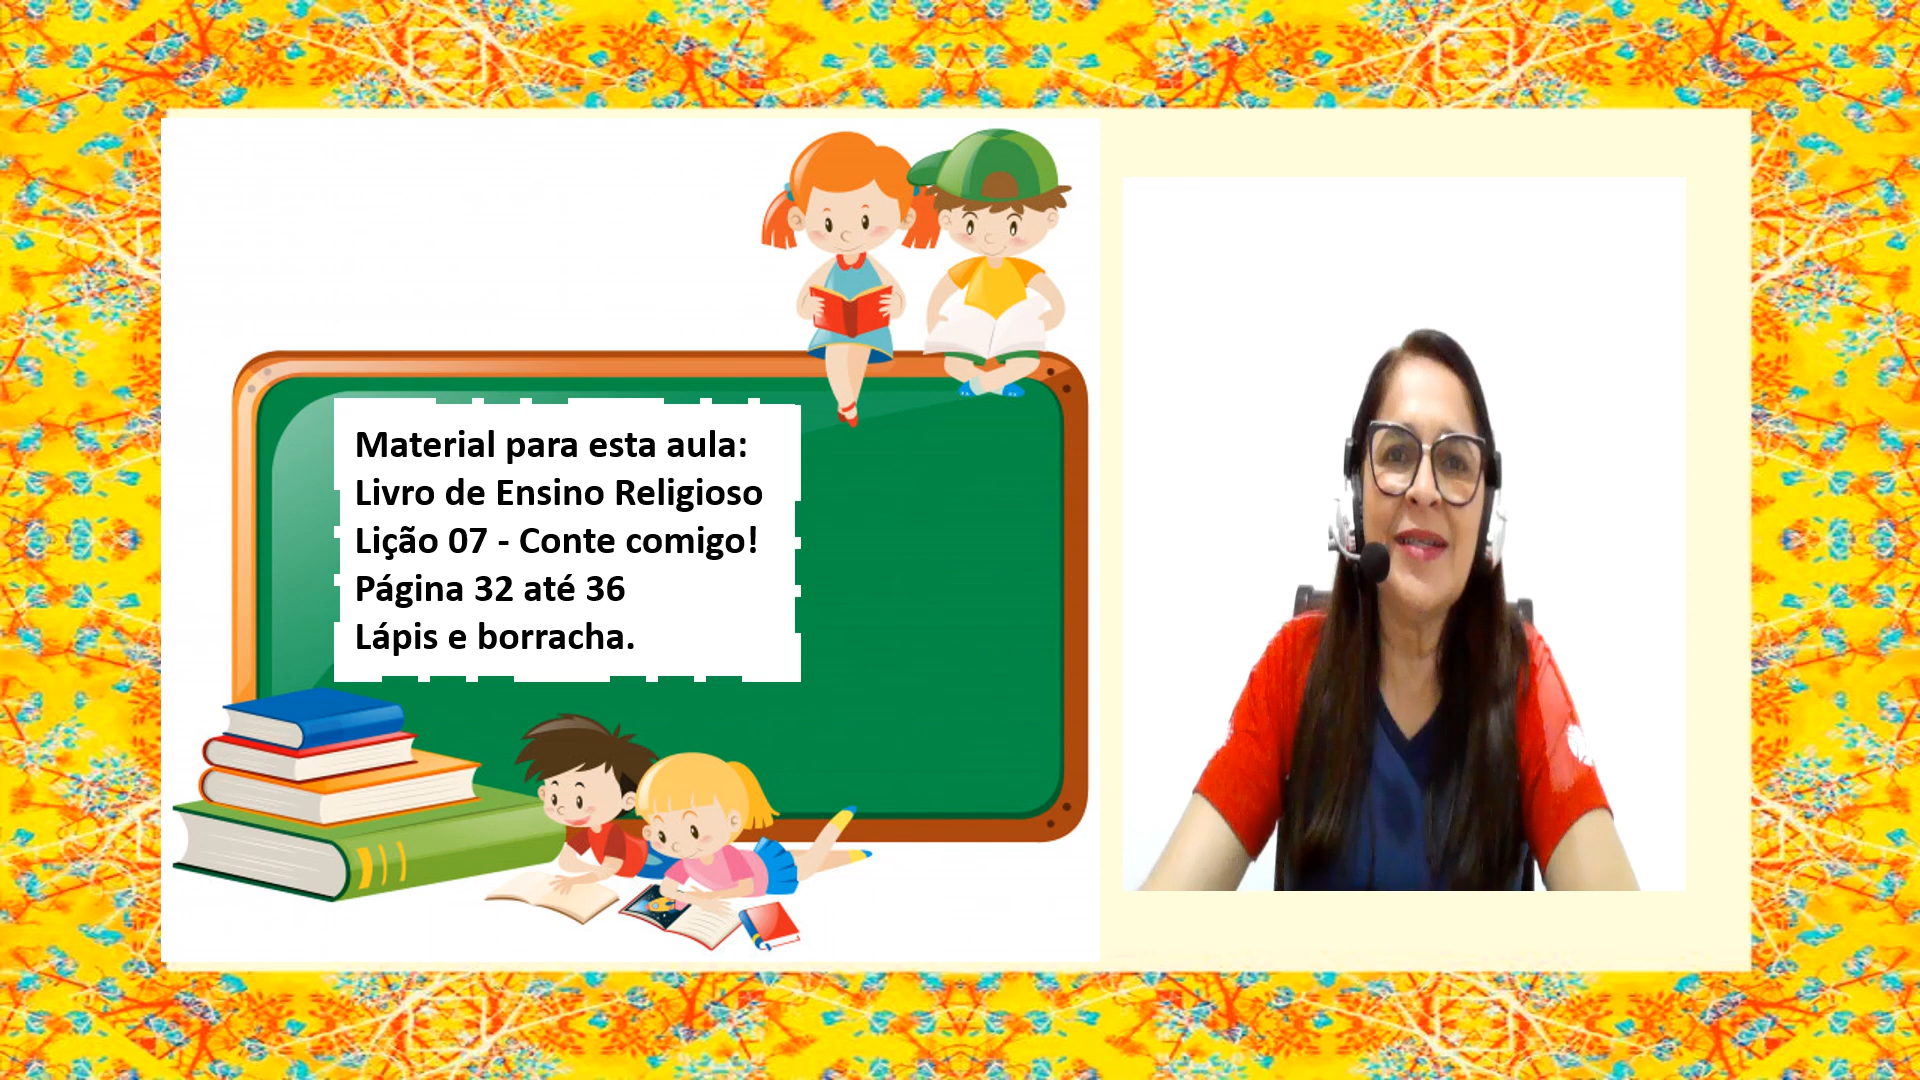 Material para esta aula:
Livro de Ensino Religioso
Lição 07 - Conte comigo!
Página 32 até 36
Lápis e borracha.